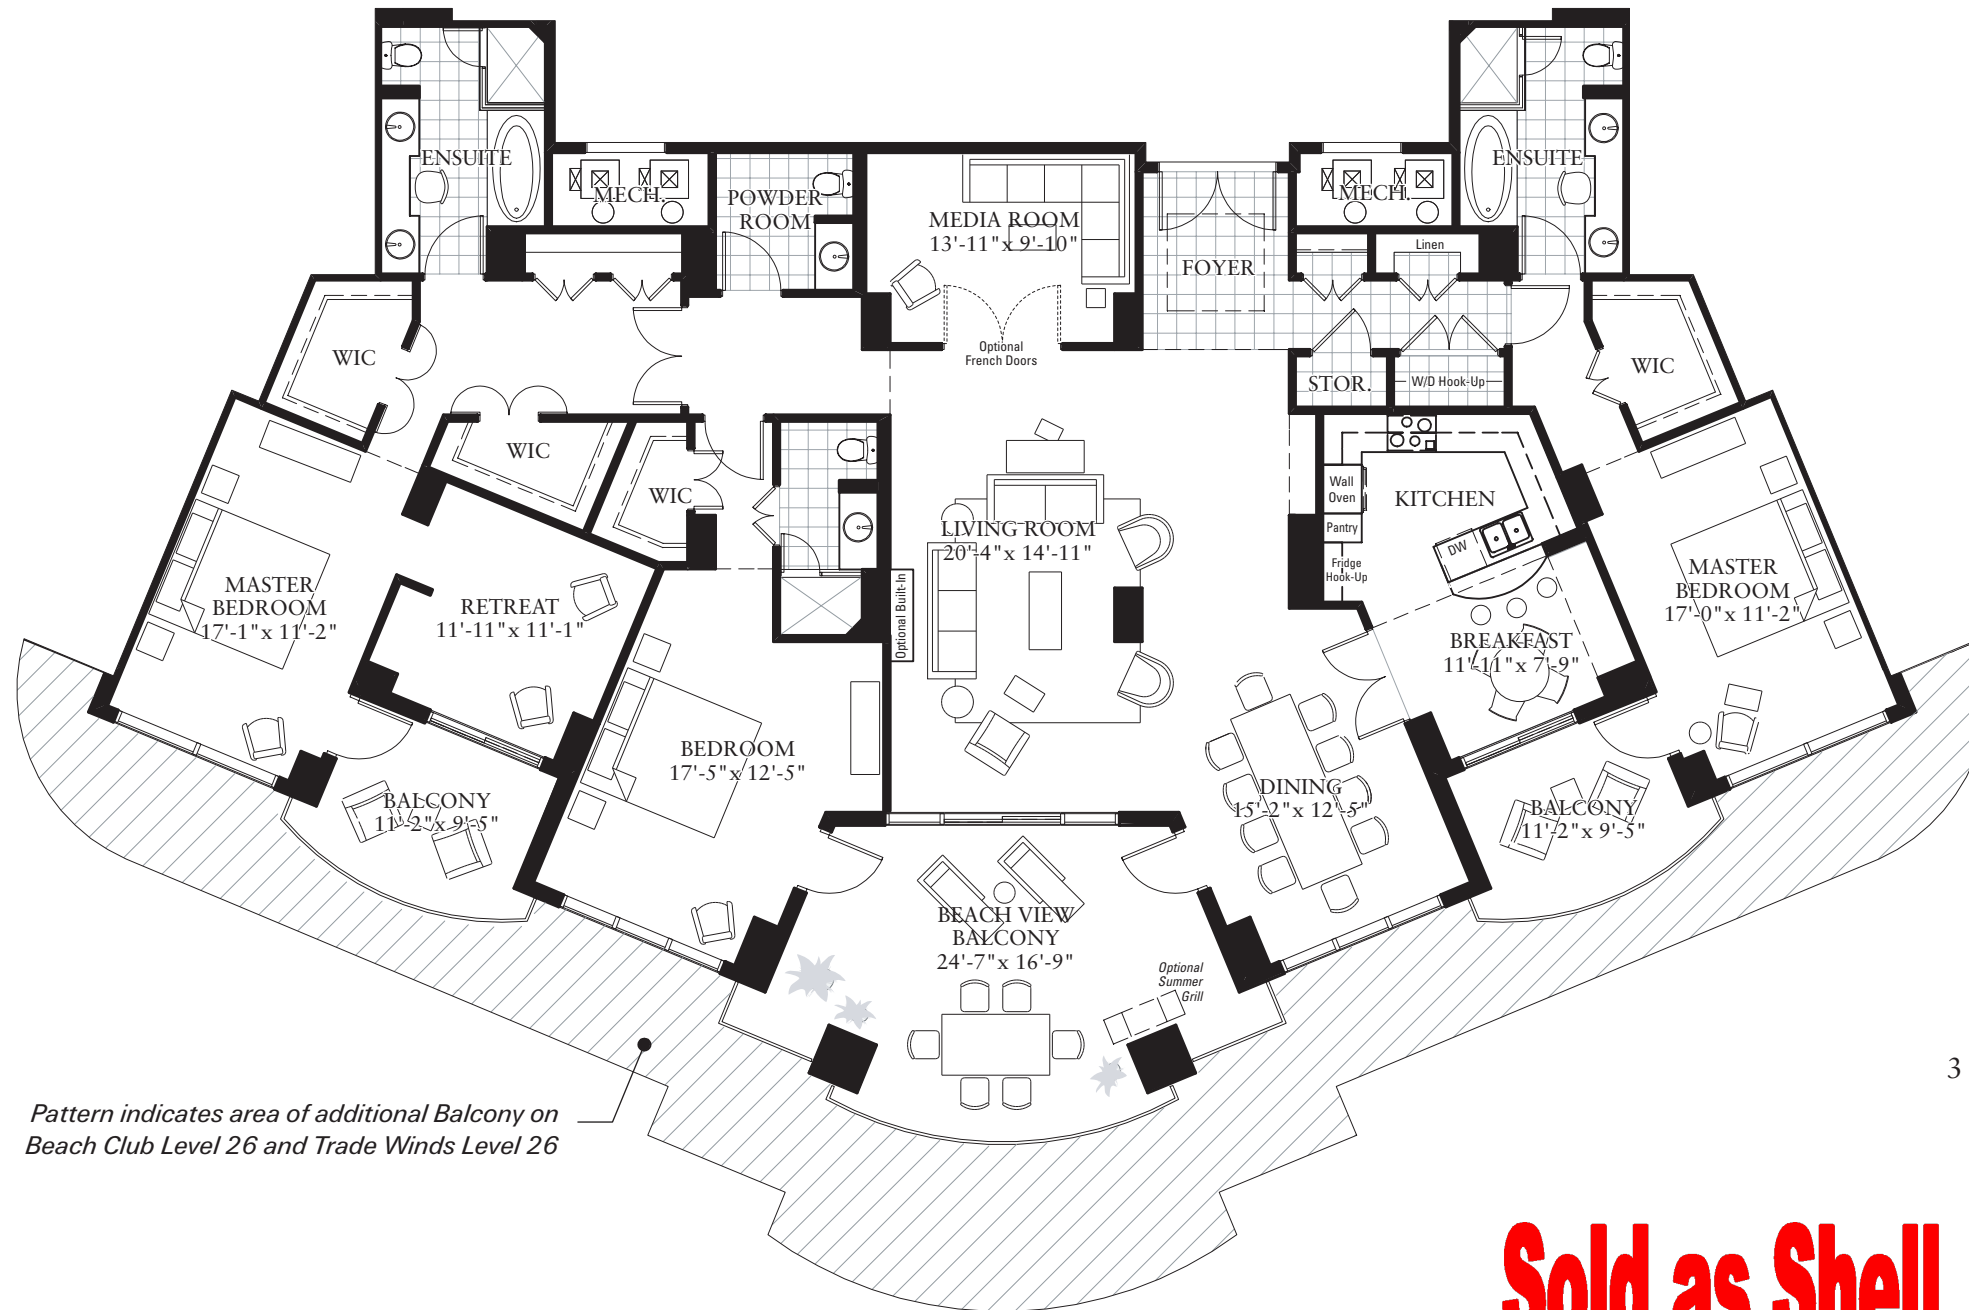 ENSUITE
MECH.
POWDER
ROOM
MEDIA ROOM
13'-11" x 9'-10"
Optional
French Doors
FOYER
MECH.
Linen
ENSUITE
WIC
WIC
WIC
STOR.
W/D Hook-Up
WIC
MASTER
BEDROOM
17'-1" x 11'-2"
RETREAT
11'-11" x 11'-1"
LIVING ROOM
20'-4" x 14'-11"
Optional Built-In
Wall
Oven
Pantry
Fridge
Hook-Up
KITCHEN
DW
BREAKFAST
11'-11" x 7'-9"
MASTER
BEDROOM
17'-0" x 11'-2"
BALCONY
11'-2" x 9'-5"
BEDROOM
17'-5" x 12'-5"
DINING
15'-2" x 12'-5"
BALCONY
11'-2" x 9'-5"
BEACH VIEW
BALCONY
24'-7" x 16'-9"
Optional
Summer
Grill
3
Pattern indicates area of additional Balcony on
Beach Club Level 26 and Trade Winds Level 26
Sold as Shell